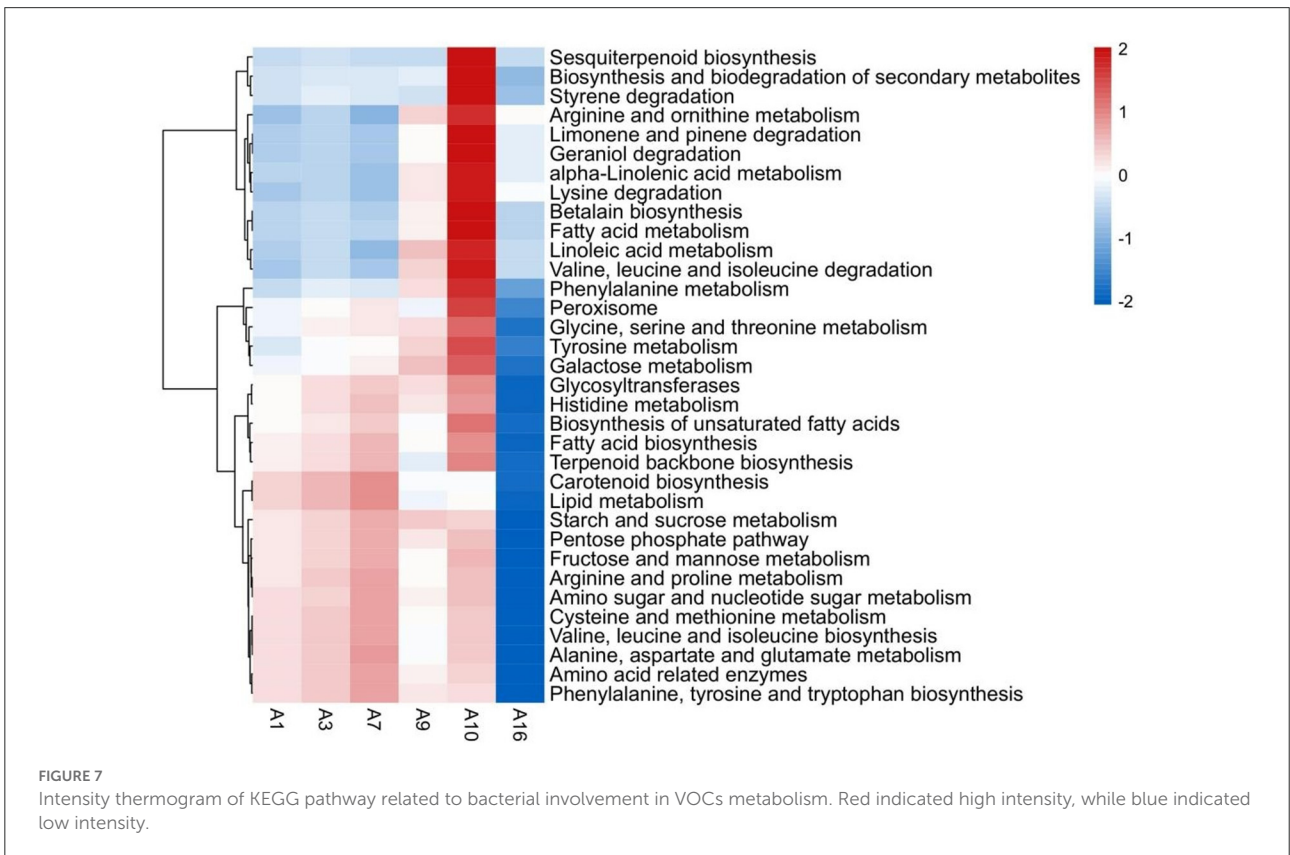 Sesquiterpenoid biosynthesis
Biosynthesis and biodegradation of secondary metabolites
Styrene degradation
Arginine and ornithine metabolism
Limonene and pinene degradation
Geraniol degradation
alpha-Linolenic acid metabolism
Lysine degradation
Betalain biosynthesis
Fatty acid metabolism
Linoleic acid metabolism
Valine, leucine and isoleucine degradation
Phenylalanine metabolism
Peroxisome
Glycine, serine and threonine metabolism
Tyrosine metabolism
Galactose metabolism
Glycosyltransferases
Histidine metabolism
Biosynthesis of unsaturated fatty acids
Fatty acid biosynthesis
Terpenoid backbone biosynthesis
Carotenoid biosynthesis
Lipid metabolism
Starch and sucrose metabolism
Pentose phosphate pathway
Fructose and mannose metabolism
Arginine and proline metabolism
Amino sugar and nucleotide sugar metabolism
Cysteine and methionine metabolism
Valine, leucine and isoleucine biosynthesis
Alanine, aspartate and glutamate metabolism
Amino acid related enzymes
Phenylalanine, tyrosine and tryptophan biosynthesis
2
1
0
-1
-2
A1
A3
A7
A9
A10
A16
FIGURE 7
Intensity thermogram of KEGG pathway related to bacterial involvement in VOCs metabolism. Red indicated high intensity, while blue indicated
low intensity.